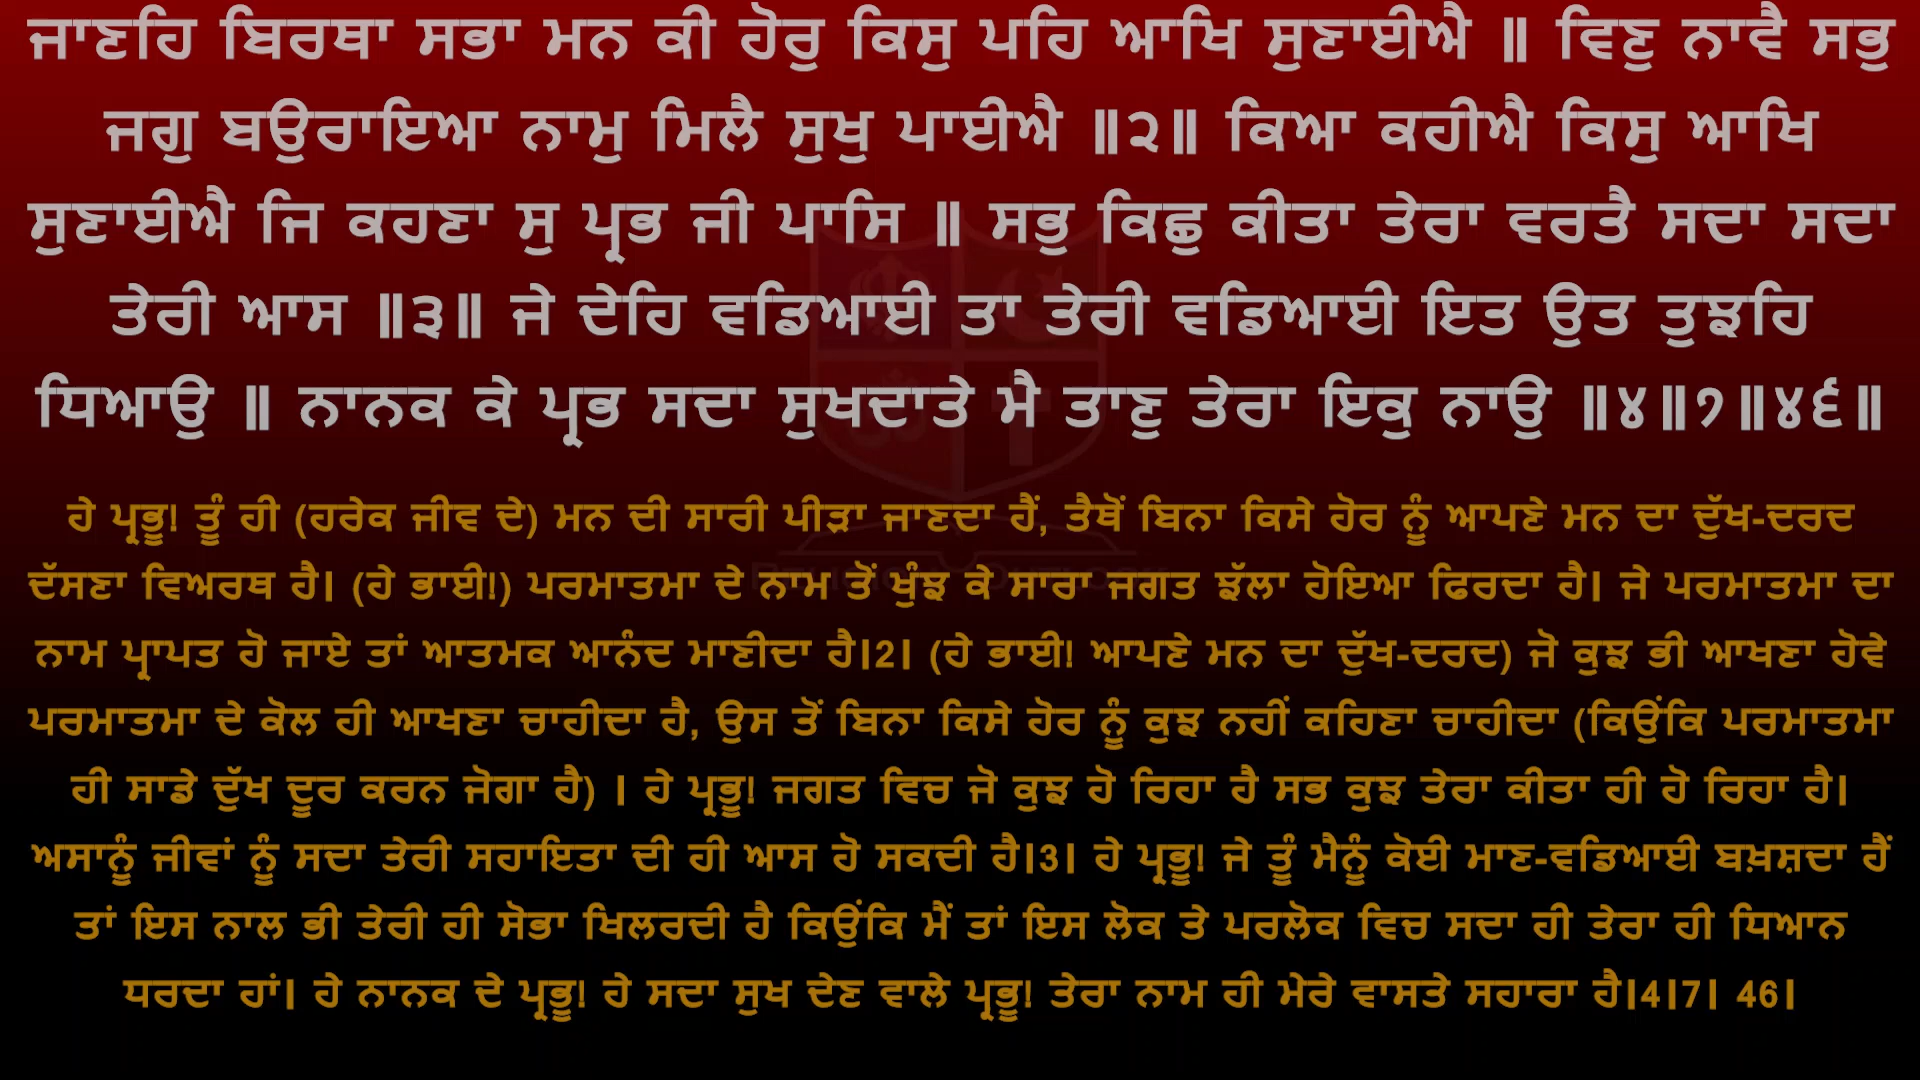 ਜਾਣਹਿ ਬਿਰਥਾ ਸਭਾ ਮਨ ਕੀ ਹੋਰੁ ਕਿਸੁ ਪਹਿ ਆਖਿ ਸੁਣਾਈਐ ॥ ਵਿਣੁ ਨਾਵੈ ਸਭੁ
ਜਗੁ ਬਉਰਾਇਆ ਨਾਮੁ ਮਿਲੈ ਸੁਖੁ ਪਾਈਐ ॥੨॥ ਕਿਆ ਕਹੀਐ ਕਿਸੁ ਆਖਿ
ਸੁਣਾਈਐ ਜਿ ਕਹਣਾ ਸੁ ਪ੍ਰਭ ਜੀ ਪਾਸਿ ॥ ਸਭੁ ਕਿਛੁ ਕੀਤਾ ਤੇਰਾ ਵਰਤੈ ਸਦਾ ਸਦਾ
ਤੇਰੀ ਆਸ ॥੩॥ ਜੇ ਦੇਹਿ ਵਡਿਆਈ ਤਾ ਤੇਰੀ ਵਡਿਆਈ ਇਤ ਉਤ ਤੁਝਹਿ
ਧਿਆਉ ॥ ਨਾਨਕ ਕੇ ਪ੍ਰਭ ਸਦਾ ਸੁਖਦਾਤੇ ਮੈ ਤਾਣੁ ਤੇਰਾ ਇਕੁ ਨਾਉ ॥੪॥੭॥੪੬॥
ਹੇ ਪ੍ਰਭੂ! ਤੂੰ ਹੀ (ਹਰੇਕ ਜੀਵ ਦੇ) ਮਨ ਦੀ ਸਾਰੀ ਪੀੜਾ ਜਾਣਦਾ ਹੈਂ, ਤੈਥੋਂ ਬਿਨਾ ਕਿਸੇ ਹੋਰ ਨੂੰ ਆਪਣੇ ਮਨ ਦਾ ਦੁੱਖ-ਦਰਦ
ਦੱਸਣਾ ਵਿਅਰਥ ਹੈ। (ਹੇ ਭਾਈ!) ਪਰਮਾਤਮਾ ਦੇ ਨਾਮ ਤੋਂ ਖੁੰਝ ਕੇ ਸਾਰਾ ਜਗਤ ਝੱਲਾ ਹੋਇਆ ਫਿਰਦਾ ਹੈ। ਜੇ ਪਰਮਾਤਮਾ ਦਾ
ਨਾਮ ਪ੍ਰਾਪਤ ਹੋ ਜਾਏ ਤਾਂ ਆਤਮਕ ਆਨੰਦ ਮਾਣੀਦਾ ਹੈ।2। (ਹੇ ਭਾਈ! ਆਪਣੇ ਮਨ ਦਾ ਦੁੱਖ-ਦਰਦ) ਜੋ ਕੁਝ ਭੀ ਆਖਣਾ ਹੋਵੇ
ਪਰਮਾਤਮਾ ਦੇ ਕੋਲ ਹੀ ਆਖਣਾ ਚਾਹੀਦਾ ਹੈ, ਉਸ ਤੋਂ ਬਿਨਾ ਕਿਸੇ ਹੋਰ ਨੂੰ ਕੁਝ ਨਹੀਂ ਕਹਿਣਾ ਚਾਹੀਦਾ (ਕਿਉਂਕਿ ਪਰਮਾਤਮਾ
ਹੀ ਸਾਡੇ ਦੁੱਖ ਦੂਰ ਕਰਨ ਜੋਗਾ ਹੈ) । ਹੇ ਪ੍ਰਭੂ! ਜਗਤ ਵਿਚ ਜੋ ਕੁਝ ਹੋ ਰਿਹਾ ਹੈ ਸਭ ਕੁਝ ਤੇਰਾ ਕੀਤਾ ਹੀ ਹੋ ਰਿਹਾ ਹੈ।
ਅਸਾਨੂੰ ਜੀਵਾਂ ਨੂੰ ਸਦਾ ਤੇਰੀ ਸਹਾਇਤਾ ਦੀ ਹੀ ਆਸ ਹੋ ਸਕਦੀ ਹੈ।3। ਹੇ ਪ੍ਰਭੂ! ਜੇ ਤੂੰ ਮੈਨੂੰ ਕੋਈ ਮਾਣ-ਵਡਿਆਈ ਬਖ਼ਸ਼ਦਾ ਹੈਂ
ਤਾਂ ਇਸ ਨਾਲ ਭੀ ਤੇਰੀ ਹੀ ਸੋਭਾ ਖਿਲਰਦੀ ਹੈ ਕਿਉਂਕਿ ਮੈਂ ਤਾਂ ਇਸ ਲੋਕ ਤੇ ਪਰਲੋਕ ਵਿਚ ਸਦਾ ਹੀ ਤੇਰਾ ਹੀ ਧਿਆਨ
ਧਰਦਾ ਹਾਂ। ਹੇ ਨਾਨਕ ਦੇ ਪ੍ਰਭੂ! ਹੇ ਸਦਾ ਸੁਖ ਦੇਣ ਵਾਲੇ ਪ੍ਰਭੂ! ਤੇਰਾ ਨਾਮ ਹੀ ਮੇਰੇ ਵਾਸਤੇ ਸਹਾਰਾ ਹੈ।4।7। 46।